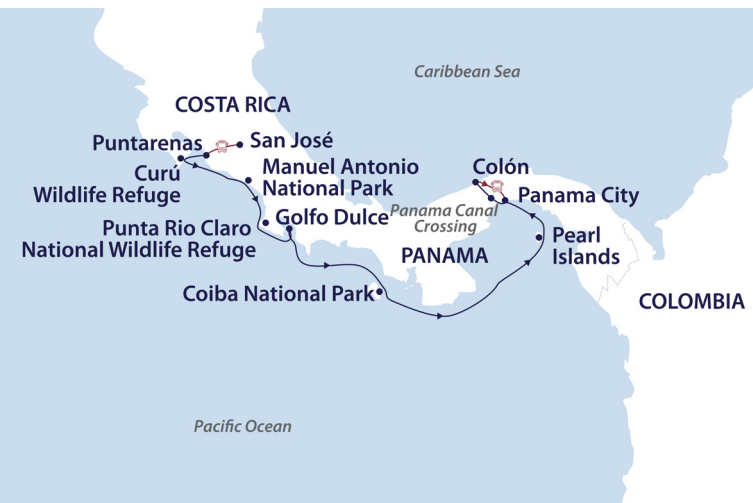 Caribbean Sea
COSTA RICA
Puntarenas
San José
Curú
Wildlife Refuge
Manuel Antonio
National Park
Colón
Panama City
Punta Rio Claro
National Wildlife Refuge
Golfo Dulce
Panama Canal
Crossing
Pearl
Islands
PANAMA
Coiba National Park
COLOMBIA
Pacific Ocean